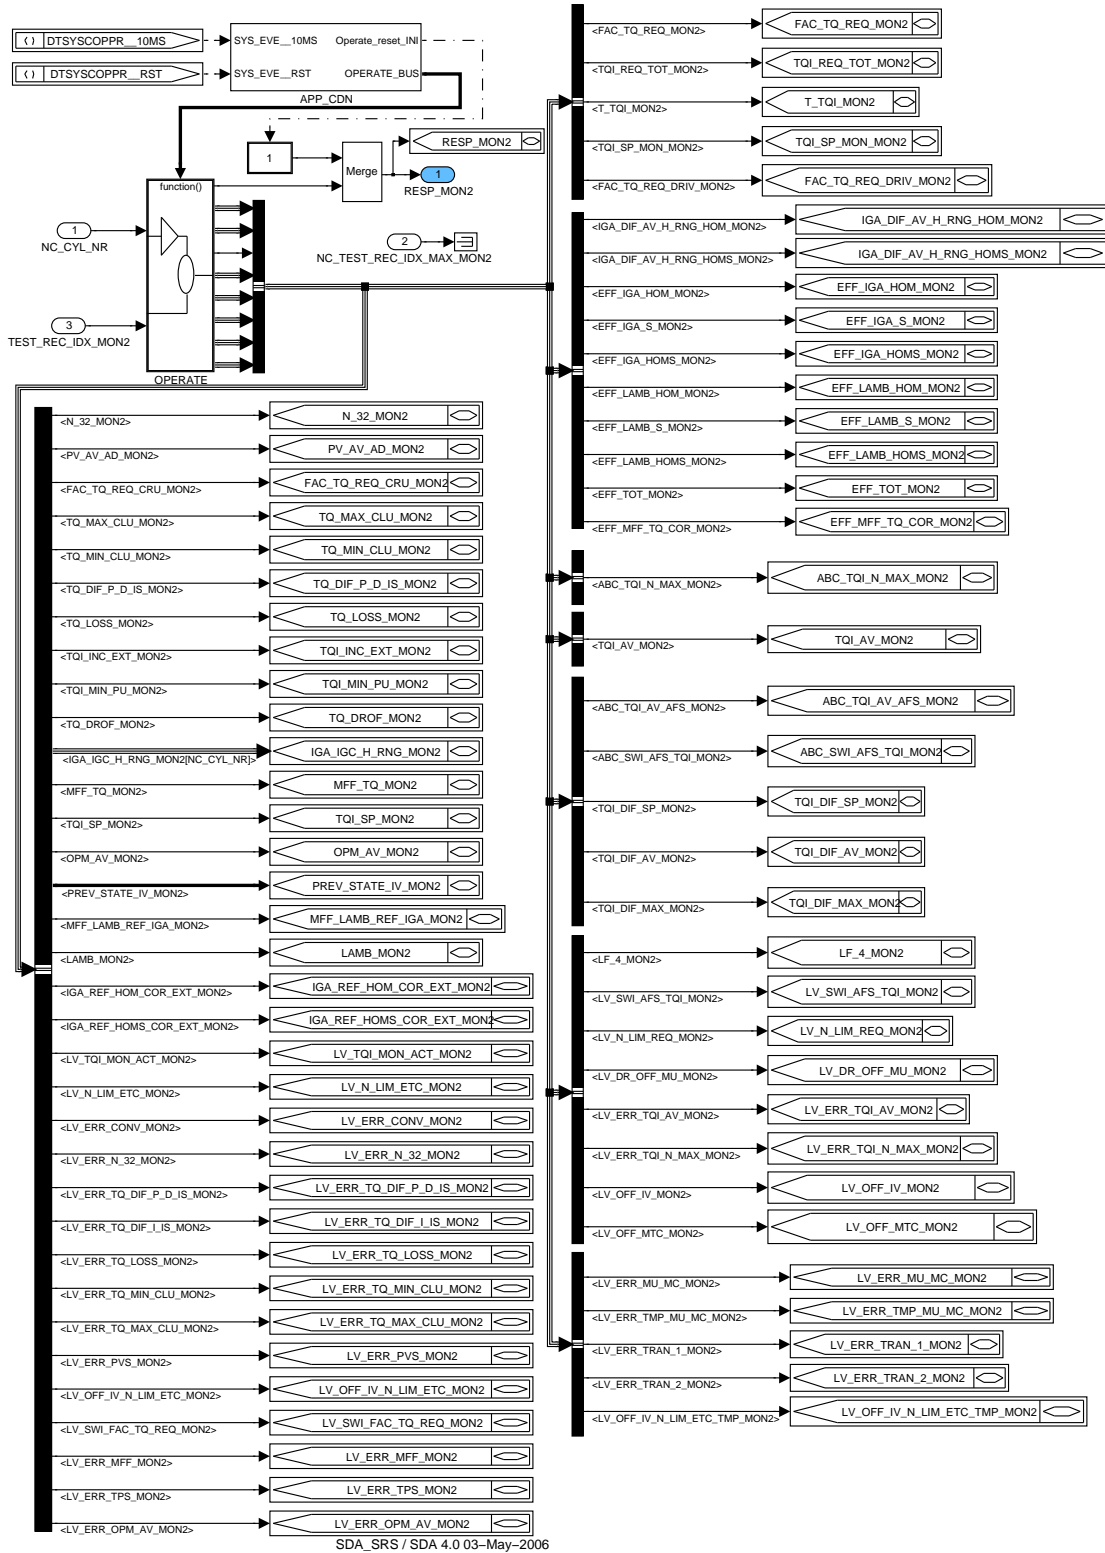 DTSYSCOPPR__10MS
DTSYSCOPPR__RST
SYS_EVE__10MS
SYS_EVE__RST
Operate_reset_INI
OPERATE_BUS
APP_CDN
1
Merge
RESP_MON2
1
RESP_MON2
function()
1
NC_CYL_NR
2
NC_TEST_REC_IDX_MAX_MON2
3
TEST_REC_IDX_MON2
OPERATE
<N_32_MON2>
N_32_MON2
<PV_AV_AD_MON2>
PV_AV_AD_MON2
<FAC_TQ_REQ_CRU_MON2>
FAC_TQ_REQ_CRU_MON2
<TQ_MAX_CLU_MON2>
TQ_MAX_CLU_MON2
<TQ_MIN_CLU_MON2>
TQ_MIN_CLU_MON2
<TQ_DIF_P_D_IS_MON2>
TQ_DIF_P_D_IS_MON2
<TQ_LOSS_MON2>
TQ_LOSS_MON2
<TQI_INC_EXT_MON2>
TQI_INC_EXT_MON2
<TQI_MIN_PU_MON2>
TQI_MIN_PU_MON2
<TQ_DROF_MON2>
TQ_DROF_MON2
<IGA_IGC_H_RNG_MON2[NC_CYL_NR]>
IGA_IGC_H_RNG_MON2
<MFF_TQ_MON2>
MFF_TQ_MON2
<TQI_SP_MON2>
TQI_SP_MON2
<OPM_AV_MON2>
OPM_AV_MON2
<PREV_STATE_IV_MON2>
PREV_STATE_IV_MON2
<MFF_LAMB_REF_IGA_MON2>
MFF_LAMB_REF_IGA_MON2
<LAMB_MON2>
LAMB_MON2
<IGA_REF_HOM_COR_EXT_MON2>
IGA_REF_HOM_COR_EXT_MON2
<IGA_REF_HOMS_COR_EXT_MON2>
IGA_REF_HOMS_COR_EXT_MON2
<LV_TQI_MON_ACT_MON2>
LV_TQI_MON_ACT_MON2
<LV_N_LIM_ETC_MON2>
LV_N_LIM_ETC_MON2
<LV_ERR_CONV_MON2>
LV_ERR_CONV_MON2
<LV_ERR_N_32_MON2>
LV_ERR_N_32_MON2
<LV_ERR_TQ_DIF_P_D_IS_MON2>
LV_ERR_TQ_DIF_P_D_IS_MON2
<LV_ERR_TQ_DIF_I_IS_MON2>
LV_ERR_TQ_DIF_I_IS_MON2
<LV_ERR_TQ_LOSS_MON2>
LV_ERR_TQ_LOSS_MON2
<LV_ERR_TQ_MIN_CLU_MON2>
LV_ERR_TQ_MIN_CLU_MON2
<LV_ERR_TQ_MAX_CLU_MON2>
LV_ERR_TQ_MAX_CLU_MON2
<LV_ERR_PVS_MON2>
LV_ERR_PVS_MON2
<LV_OFF_IV_N_LIM_ETC_MON2>
LV_OFF_IV_N_LIM_ETC_MON2
<LV_SWI_FAC_TQ_REQ_MON2>
LV_SWI_FAC_TQ_REQ_MON2
<LV_ERR_MFF_MON2>
LV_ERR_MFF_MON2
<LV_ERR_TPS_MON2>
LV_ERR_TPS_MON2
<LV_ERR_OPM_AV_MON2>
LV_ERR_OPM_AV_MON2
<FAC_TQ_REQ_MON2>
FAC_TQ_REQ_MON2
<TQI_REQ_TOT_MON2>
TQI_REQ_TOT_MON2
<T_TQI_MON2>
T_TQI_MON2
<TQI_SP_MON_MON2>
TQI_SP_MON_MON2
<FAC_TQ_REQ_DRIV_MON2>
FAC_TQ_REQ_DRIV_MON2
<IGA_DIF_AV_H_RNG_HOM_MON2>
IGA_DIF_AV_H_RNG_HOM_MON2
<IGA_DIF_AV_H_RNG_HOMS_MON2>
IGA_DIF_AV_H_RNG_HOMS_MON2
<EFF_IGA_HOM_MON2>
EFF_IGA_HOM_MON2
<EFF_IGA_S_MON2>
EFF_IGA_S_MON2
<EFF_IGA_HOMS_MON2>
EFF_IGA_HOMS_MON2
<EFF_LAMB_HOM_MON2>
EFF_LAMB_HOM_MON2
<EFF_LAMB_S_MON2>
EFF_LAMB_S_MON2
<EFF_LAMB_HOMS_MON2>
EFF_LAMB_HOMS_MON2
<EFF_TOT_MON2>
EFF_TOT_MON2
<EFF_MFF_TQ_COR_MON2>
EFF_MFF_TQ_COR_MON2
<ABC_TQI_N_MAX_MON2>
ABC_TQI_N_MAX_MON2
<TQI_AV_MON2>
TQI_AV_MON2
<ABC_TQI_AV_AFS_MON2>
ABC_TQI_AV_AFS_MON2
<ABC_SWI_AFS_TQI_MON2>
ABC_SWI_AFS_TQI_MON2
<TQI_DIF_SP_MON2>
TQI_DIF_SP_MON2
<TQI_DIF_AV_MON2>
TQI_DIF_AV_MON2
<TQI_DIF_MAX_MON2>
TQI_DIF_MAX_MON2
<LF_4_MON2>
LF_4_MON2
<LV_SWI_AFS_TQI_MON2>
LV_SWI_AFS_TQI_MON2
<LV_N_LIM_REQ_MON2>
LV_N_LIM_REQ_MON2
<LV_DR_OFF_MU_MON2>
LV_DR_OFF_MU_MON2
<LV_ERR_TQI_AV_MON2>
LV_ERR_TQI_AV_MON2
<LV_ERR_TQI_N_MAX_MON2>
LV_ERR_TQI_N_MAX_MON2
<LV_OFF_IV_MON2>
LV_OFF_IV_MON2
<LV_OFF_MTC_MON2>
LV_OFF_MTC_MON2
<LV_ERR_MU_MC_MON2>
LV_ERR_MU_MC_MON2
<LV_ERR_TMP_MU_MC_MON2>
LV_ERR_TMP_MU_MC_MON2
<LV_ERR_TRAN_1_MON2>
LV_ERR_TRAN_1_MON2
<LV_ERR_TRAN_2_MON2>
LV_ERR_TRAN_2_MON2
<LV_OFF_IV_N_LIM_ETC_TMP_MON2>
LV_OFF_IV_N_LIM_ETC_TMP_MON2
SDA_SRS / SDA 4.0 03–May–2006